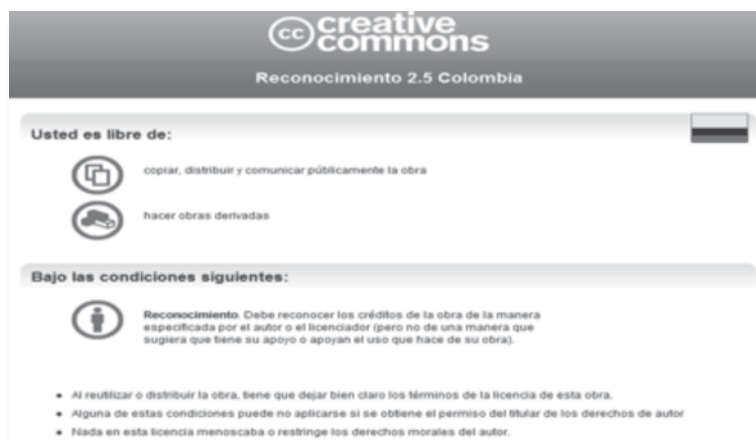 cc creative
commons
Reconocimiento 2.5 Colombia
Usted es libre de:
copiar, distribuir y comunicar públicamente la obra
hacer obras derivadas
Bajo las condiciones siguientes:
Reconocimiento. Debe reconocer los créditos de la obra de la manera
especificada por el autor o el licenciador (pero no de una manera que
sugiera que tiene su apoyo o apoyan el uso que hace de su obra).
• Al reutilizar o distribuir la obra, tiene que dejar bien claro los términos de la licencia de esta obra.
• Alguna de estas condiciones puede no aplicarse si se obtiene el permiso del titular de los derechos de autor
• Nada en esta licencia menoscaba o restringe los derechos morales del autor.